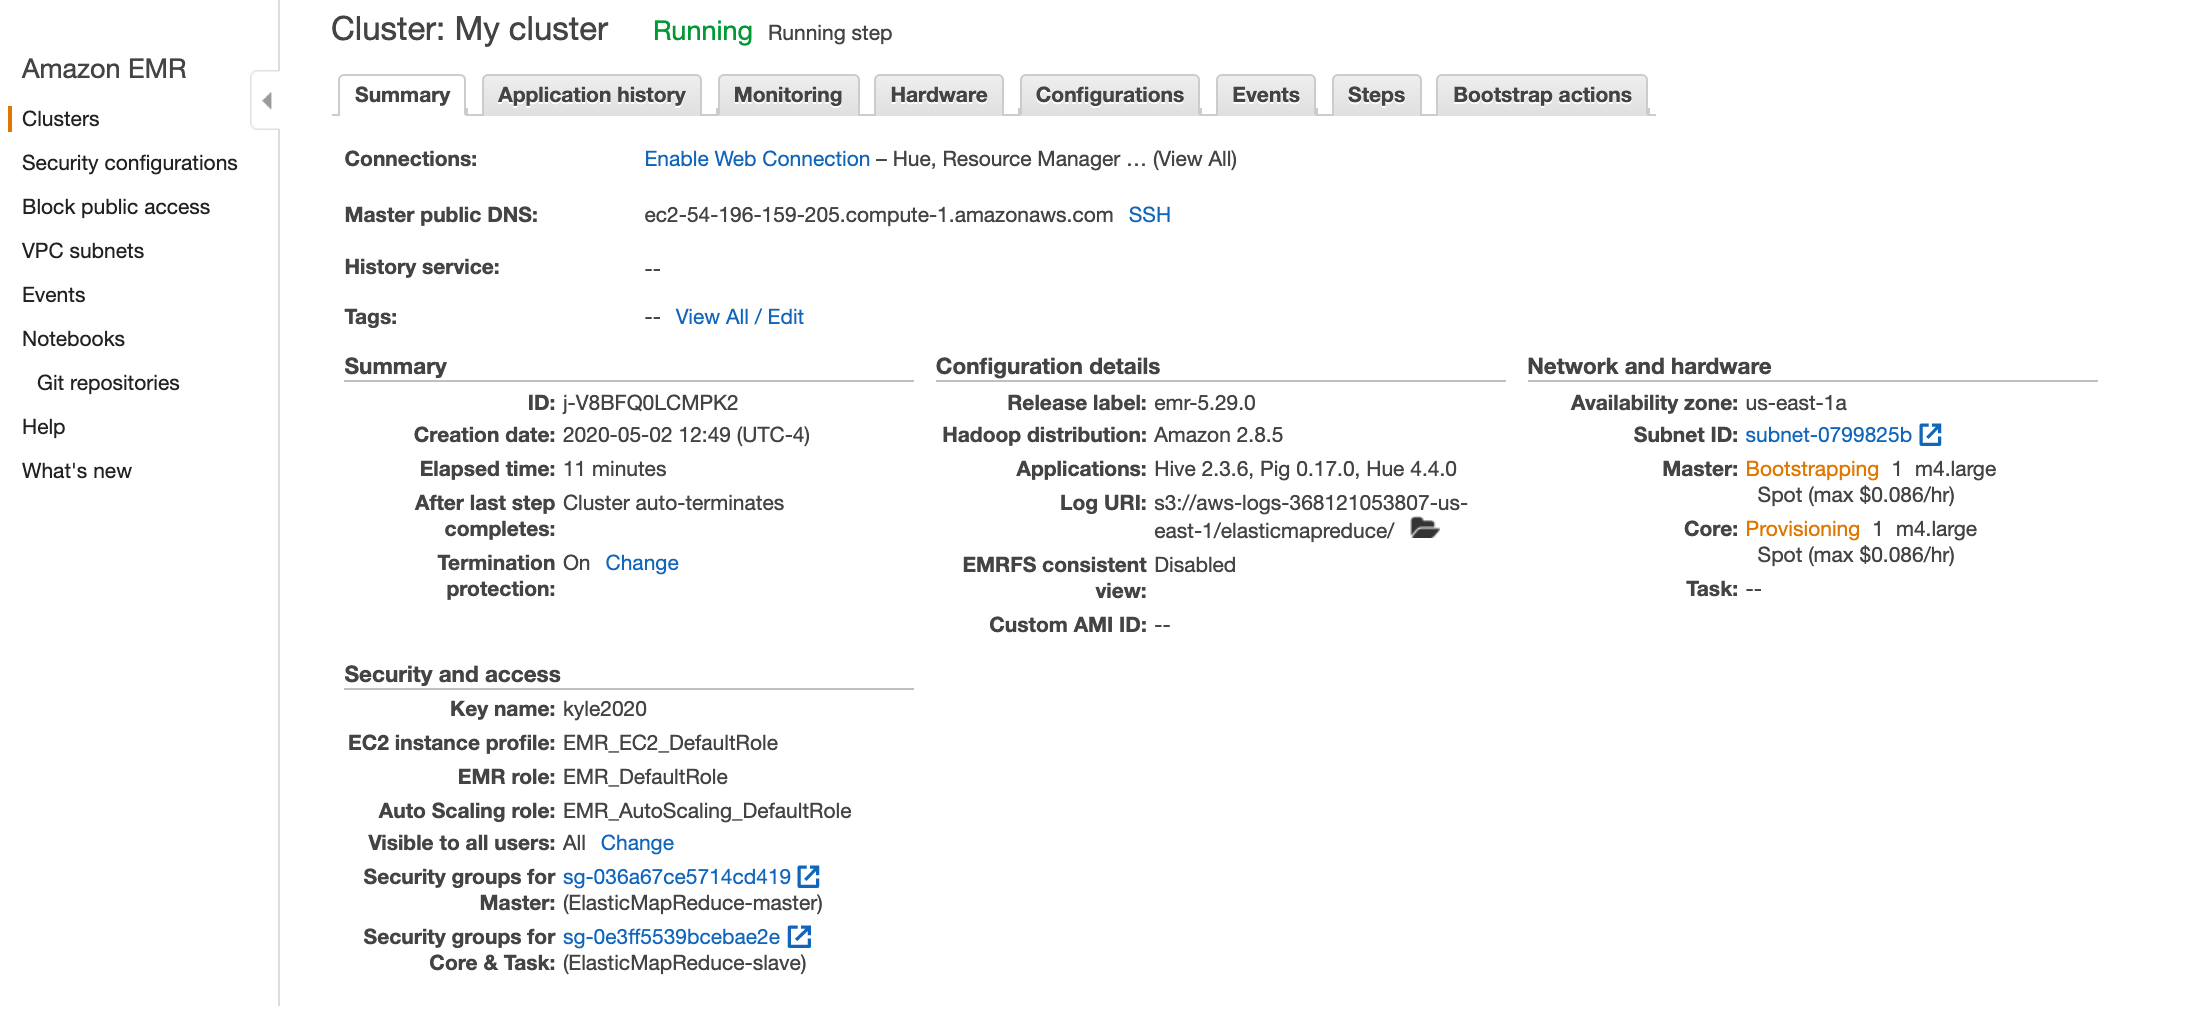 Cluster: My cluster Running Running step
Amazon EMR
Clusters
Security configurations
Block public access
VPC subnets
Events
Notebooks
Git repositories
Help
What's new
Summary Application history Monitoring Hardware Configurations Events Steps Bootstrap actions
Connections: Enable Web Connection – Hue, Resource Manager … (View All)
Master public DNS: ec2-54-196-159-205.compute-1.amazonaws.com SSH
History service: --
Tags: -- View All / Edit
Summary
ID: j-V8BFQ0LCMPK2
Creation date: 2020-05-02 12:49 (UTC-4)
Elapsed time: 11 minutes
After last step Cluster auto-terminates
completes:
Termination On Change
protection:
Configuration details
Release label: emr-5.29.0
Hadoop distribution: Amazon 2.8.5
Applications: Hive 2.3.6, Pig 0.17.0, Hue 4.4.0
Log URI: s3://aws-logs-368121053807-us-
east-1/elasticmapreduce/
EMRFS consistent Disabled
view:
Custom AMI ID: --
Network and hardware
Availability zone: us-east-1a
Subnet ID: subnet-0799825b
Master: Bootstrapping 1 m4.large
Spot (max $0.086/hr)
Core: Provisioning 1 m4.large
Spot (max $0.086/hr)
Task: --
Security and access
Key name: kyle2020
EC2 instance profile: EMR_EC2_DefaultRole
EMR role: EMR_DefaultRole
Auto Scaling role: EMR_AutoScaling_DefaultRole
Visible to all users: All Change
Security groups for sg-036a67ce5714cd419
Master: (ElasticMapReduce-master)
Security groups for sg-0e3ff5539bcebae2e
Core & Task: (ElasticMapReduce-slave)